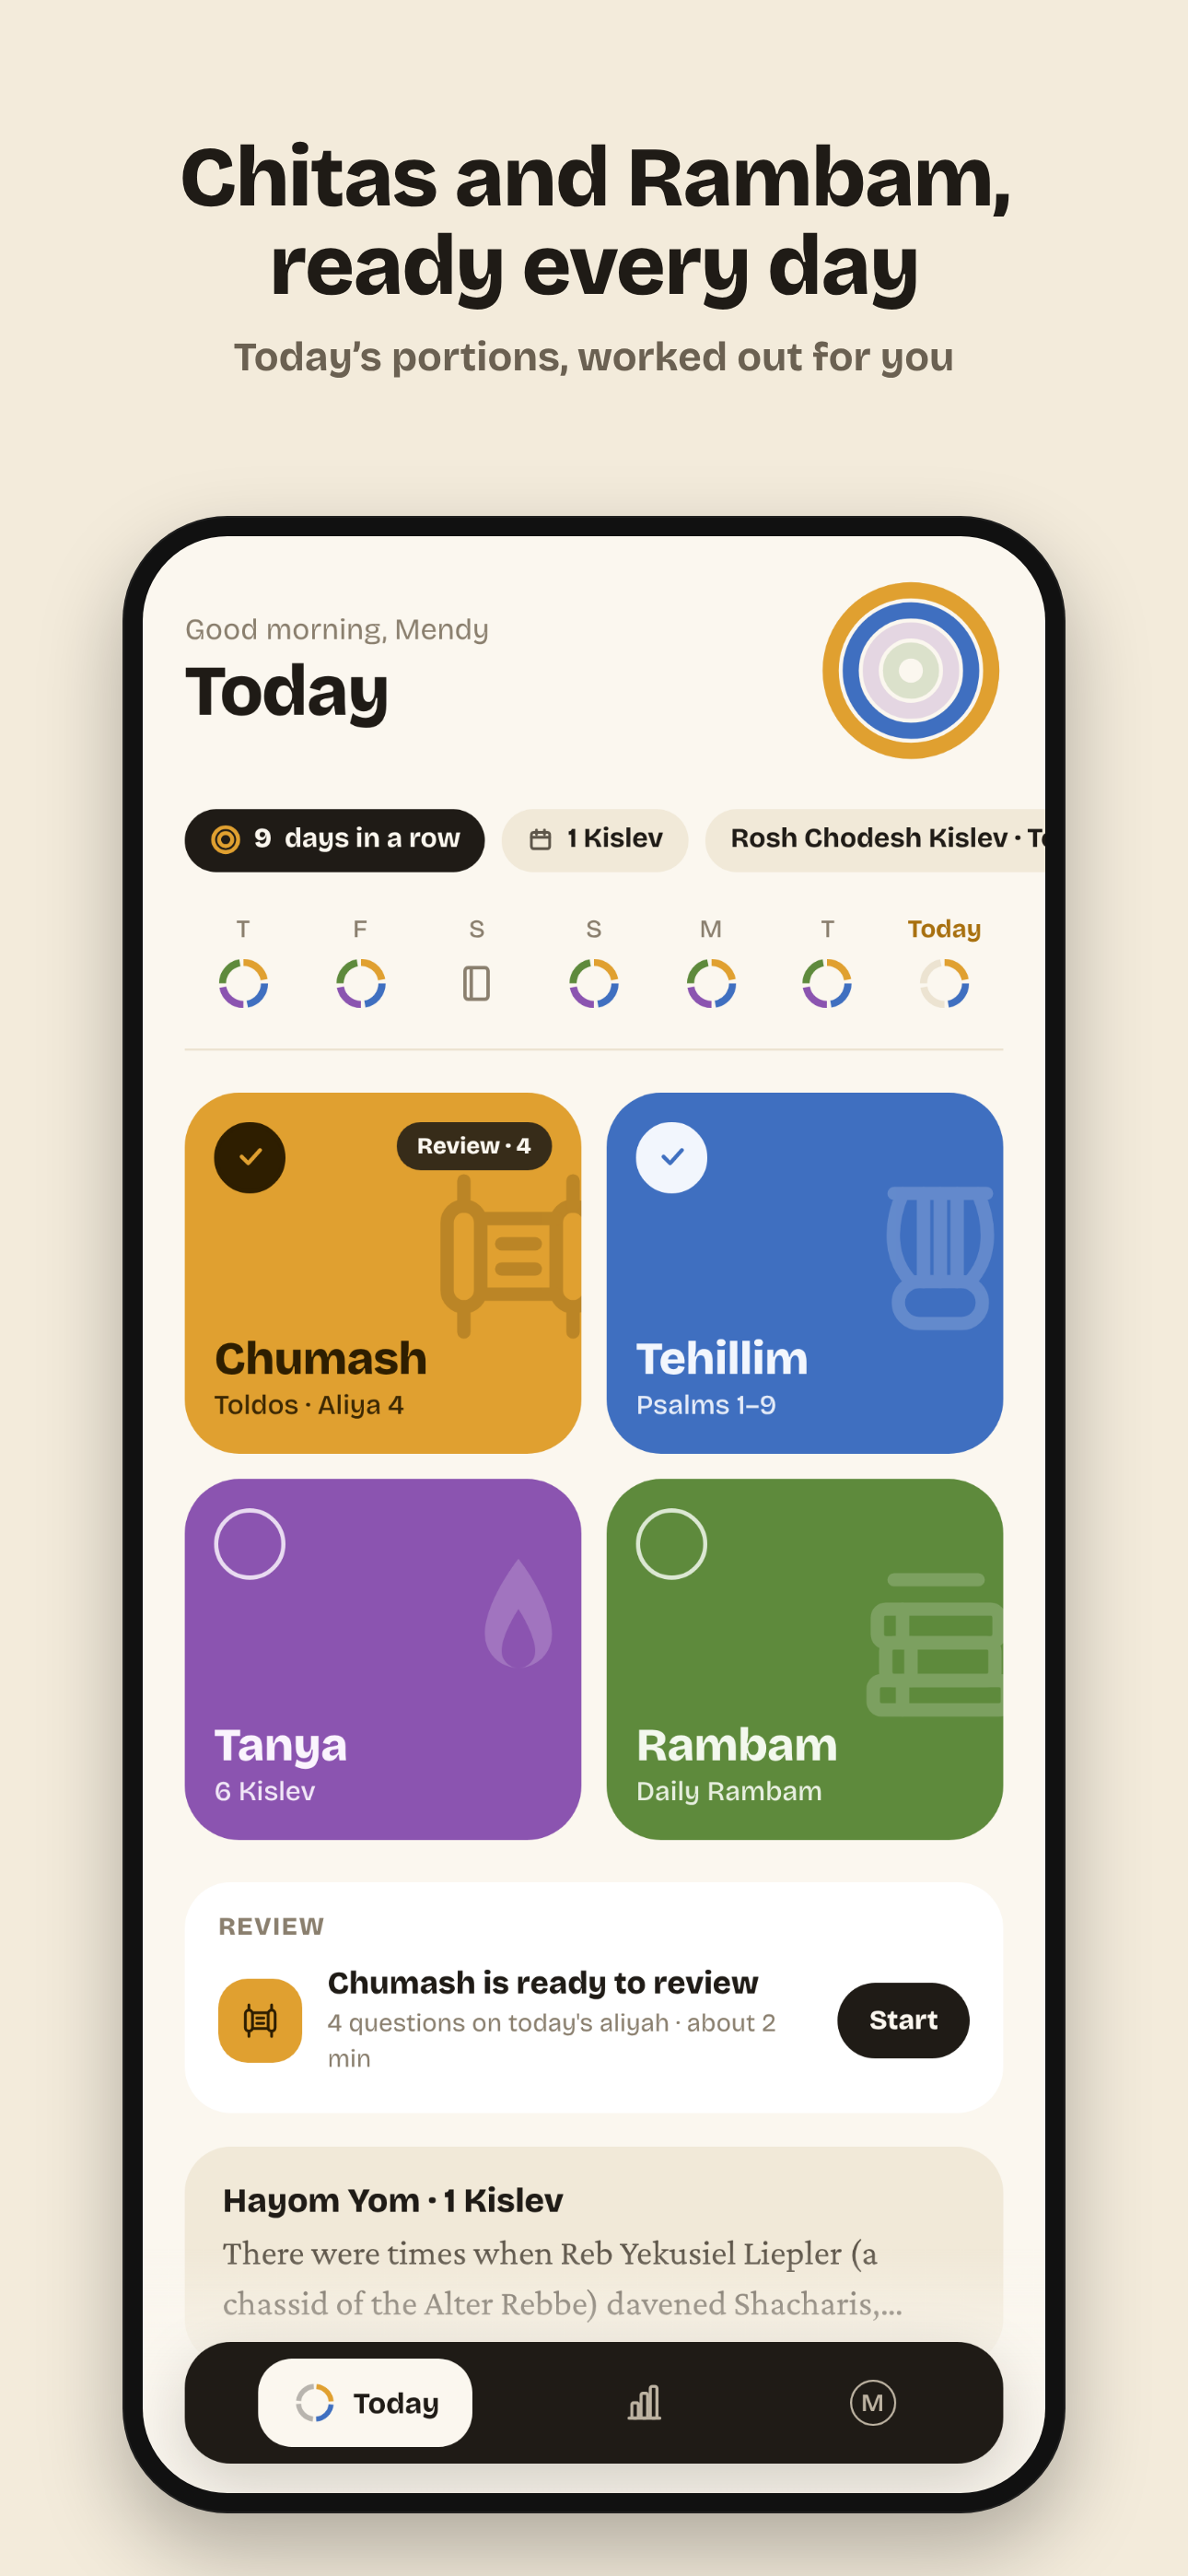 Chitas and Rambam,
ready every day
Today’s portions, worked out for you
Good morning, Mendy
Today
9 days in a row
1 Kislev
Rosh Chodesh Kislev · To
T F S S M T Today
Review · 4
Chumash
Toldos · Aliya 4
Tehillim
Psalms 1–9
Tanya
6 Kislev
Rambam
Daily Rambam
REVIEW
Chumash is ready to review
4 questions on today's aliyah · about 2
min
Start
Hayom Yom · 1 Kislev
There were times when Reb Yekusiel Liepler (a
chassid of the Alter Rebbe) davened Shacharis,...
Today
M